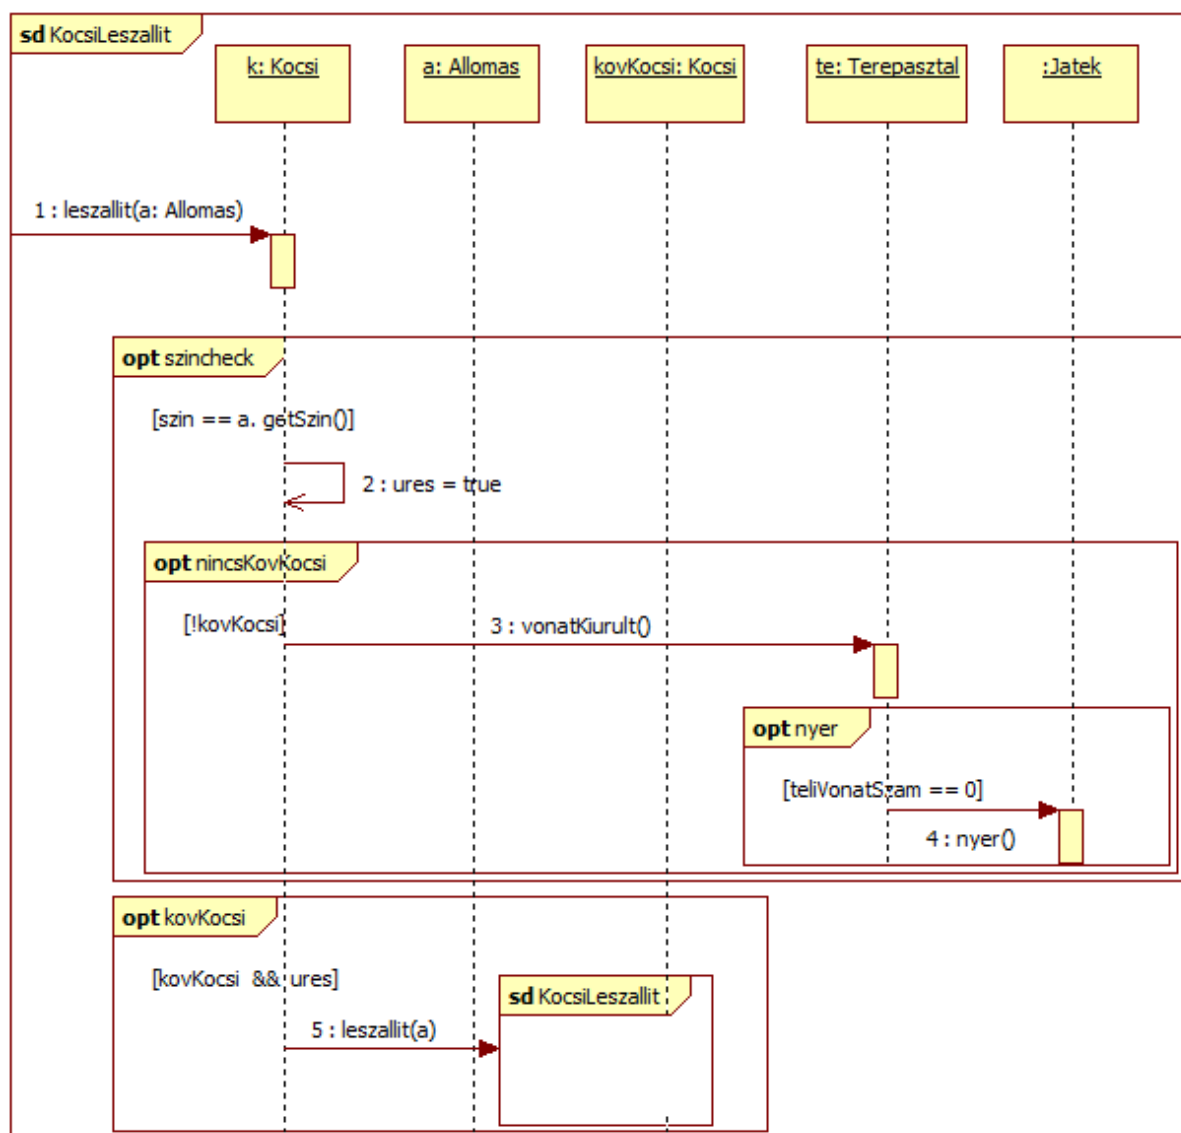 sd KocsiLeszallit
k: Kocsi
a: Allomas
kovKocsi: Kocsi
te: Terepasztal
:Jatek
1 : leszallit(a: Allomas)
opt szincheck
[szin == a. getSzin()]
2 : ures = true
opt nincsKovKocsi
[!kovKocsi]
3 : vonatKiurult()
opt nyer
[teliVonatSzam == 0]
4 : nyer()
opt kovKocsi
[kovKocsi && ures]
sd KocsiLeszallit
5 : leszallit(a)